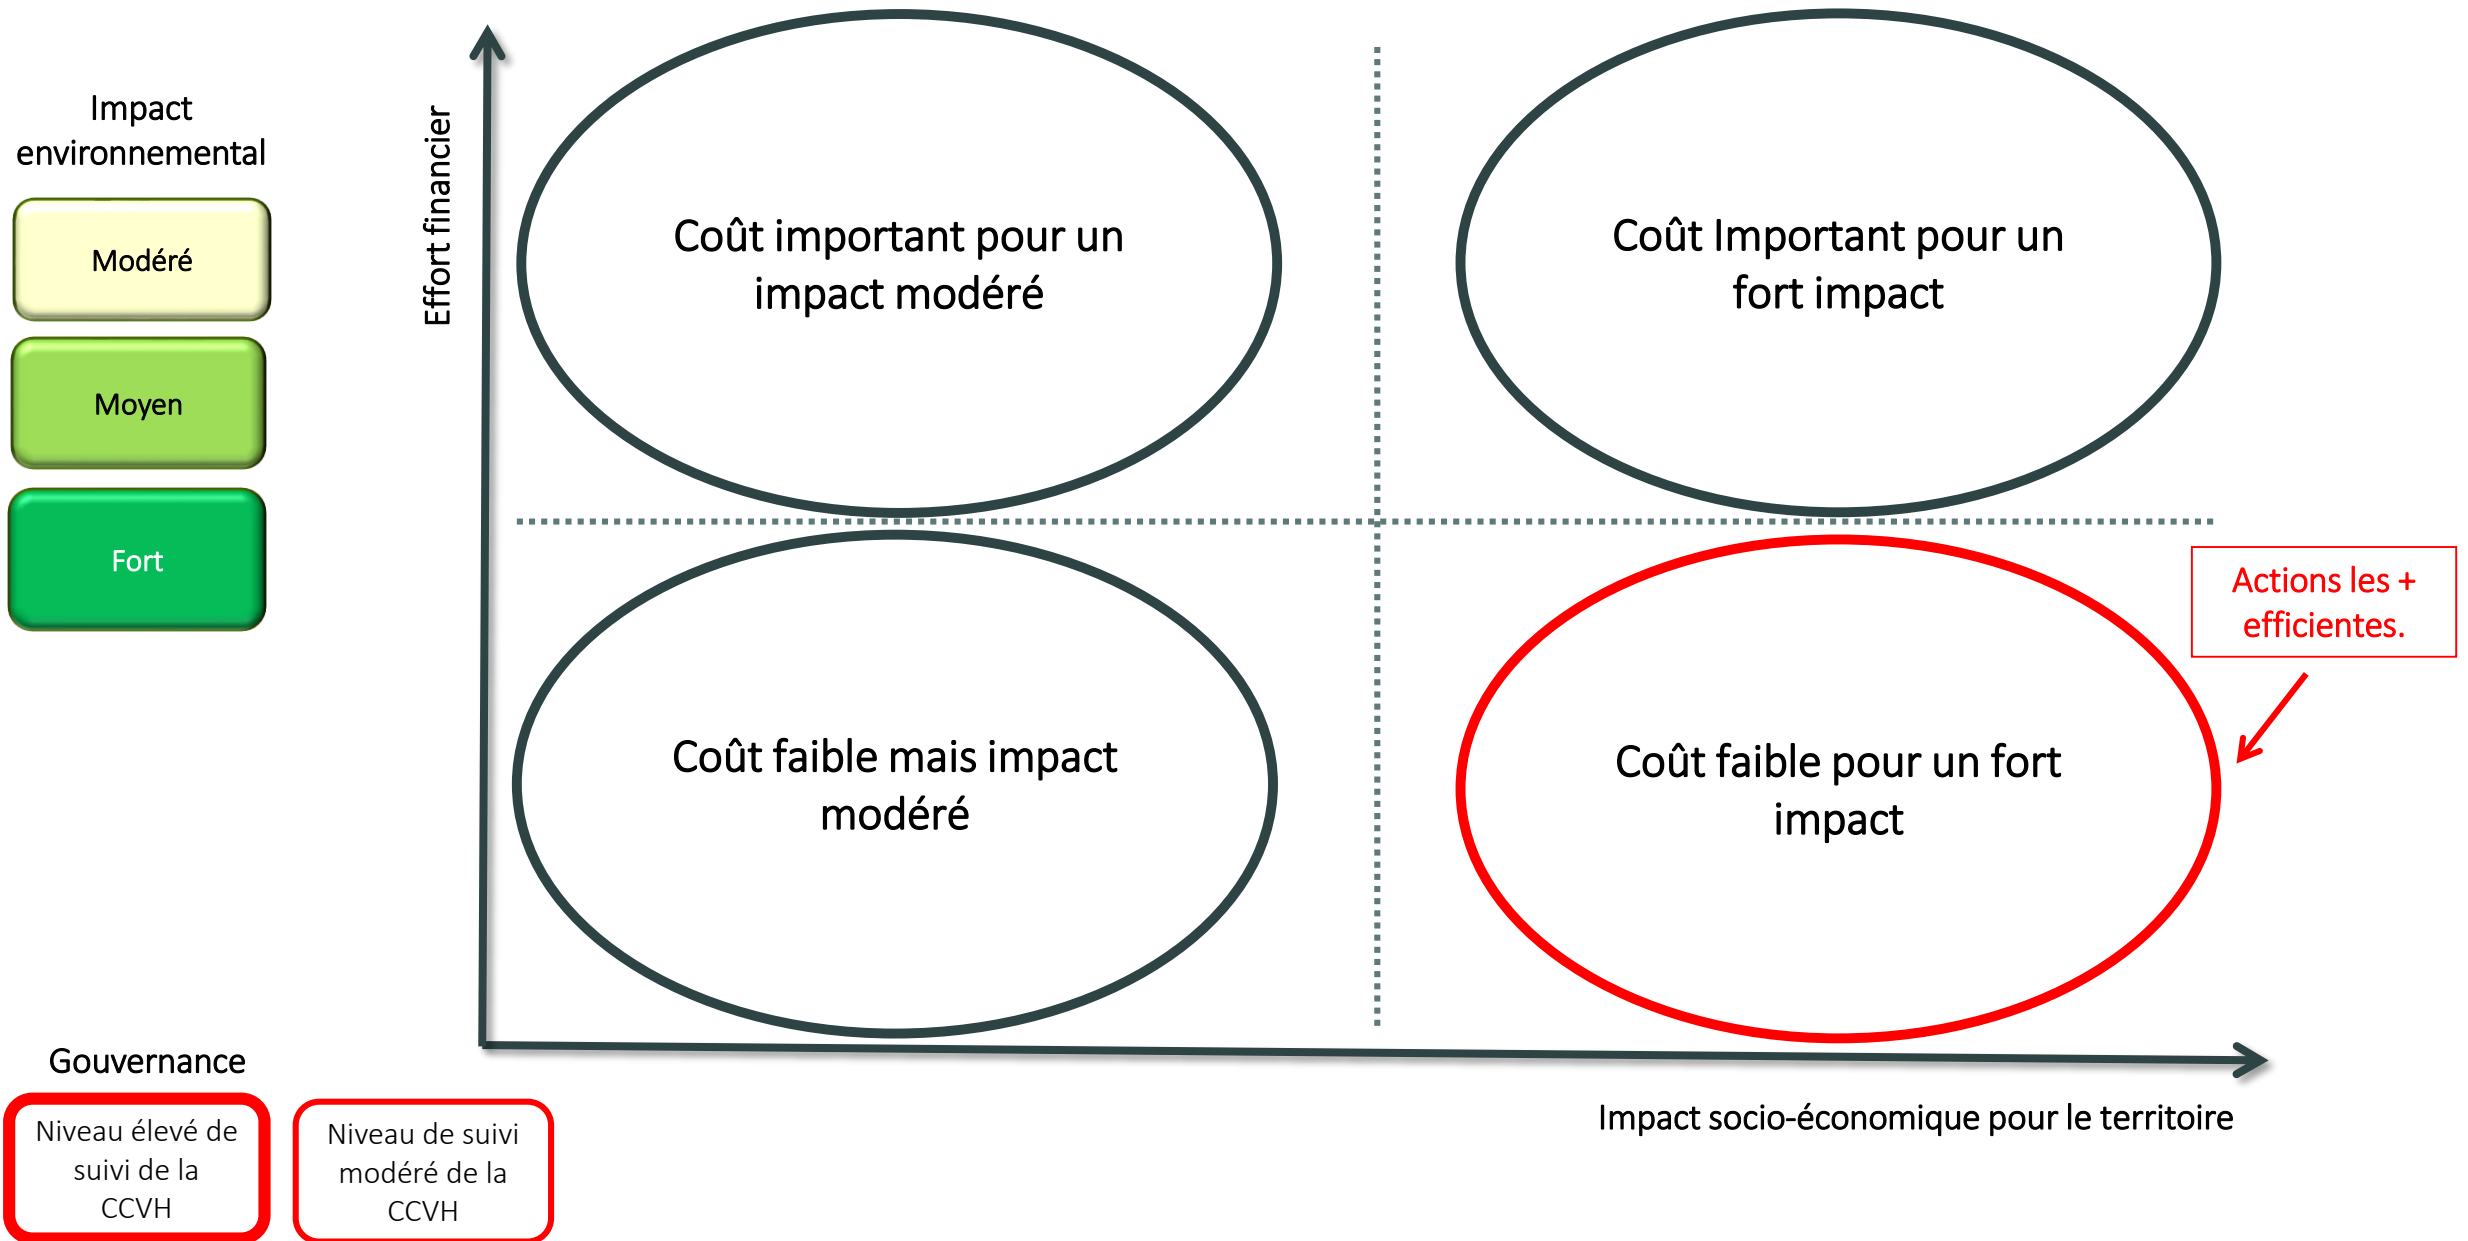 Impact
environnemental
Modéré
Moyen
Fort
Effort financier
Coût important pour un
impact modéré
Coût Important pour un
fort impact
Coût faible mais impact
modéré
Coût faible pour un fort
impact
Actions les +
efficientes.
Impact socio-économique pour le territoire
Gouvernance
Niveau élevé de
suivi de la
CCVH
Niveau de suivi
modéré de la
CCVH